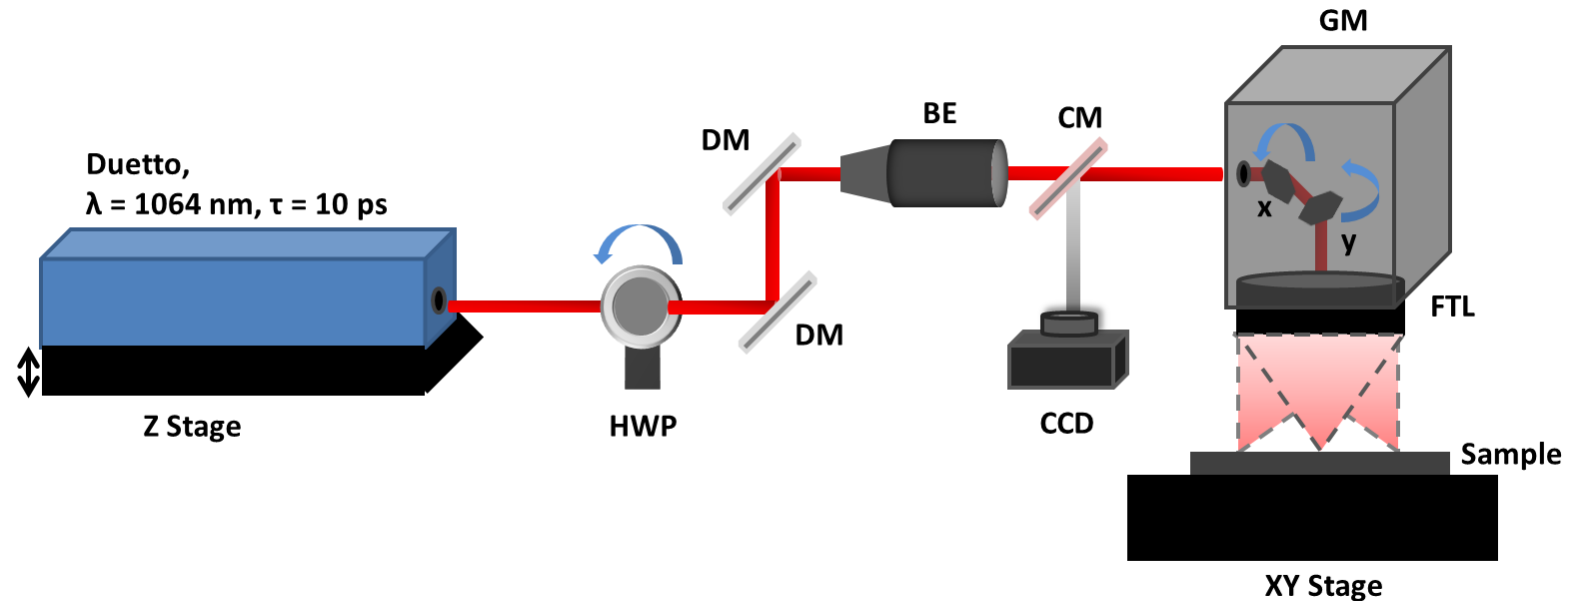 GM
BE
CM
DM
Duetto,
λ = 1064 nm, τ = 10 ps
x
y
FTL
DM
Z Stage
HWP
CCD
Sample
XY Stage